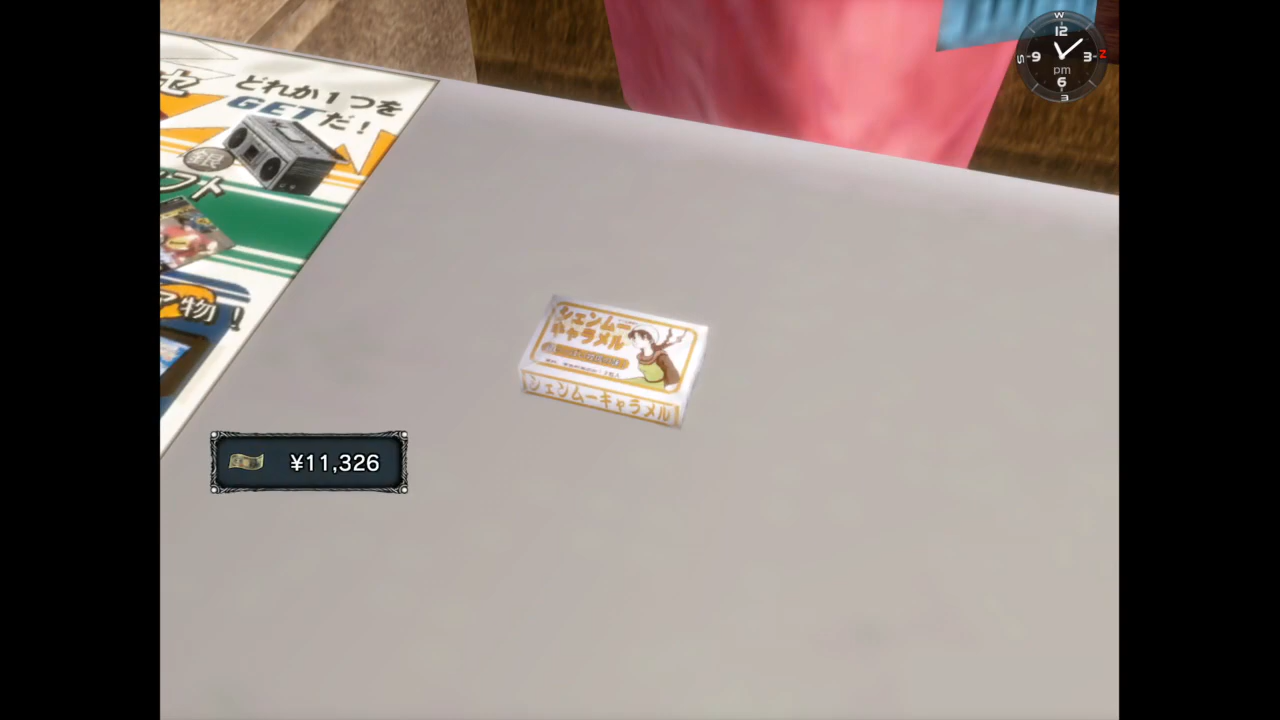 どれか1つを
GETだ!
銀
フト
物!
シェンムー
キャラメル
シェンムーキャラメル
¥11,326
W
12
S
9
3
Z
pm
6
E